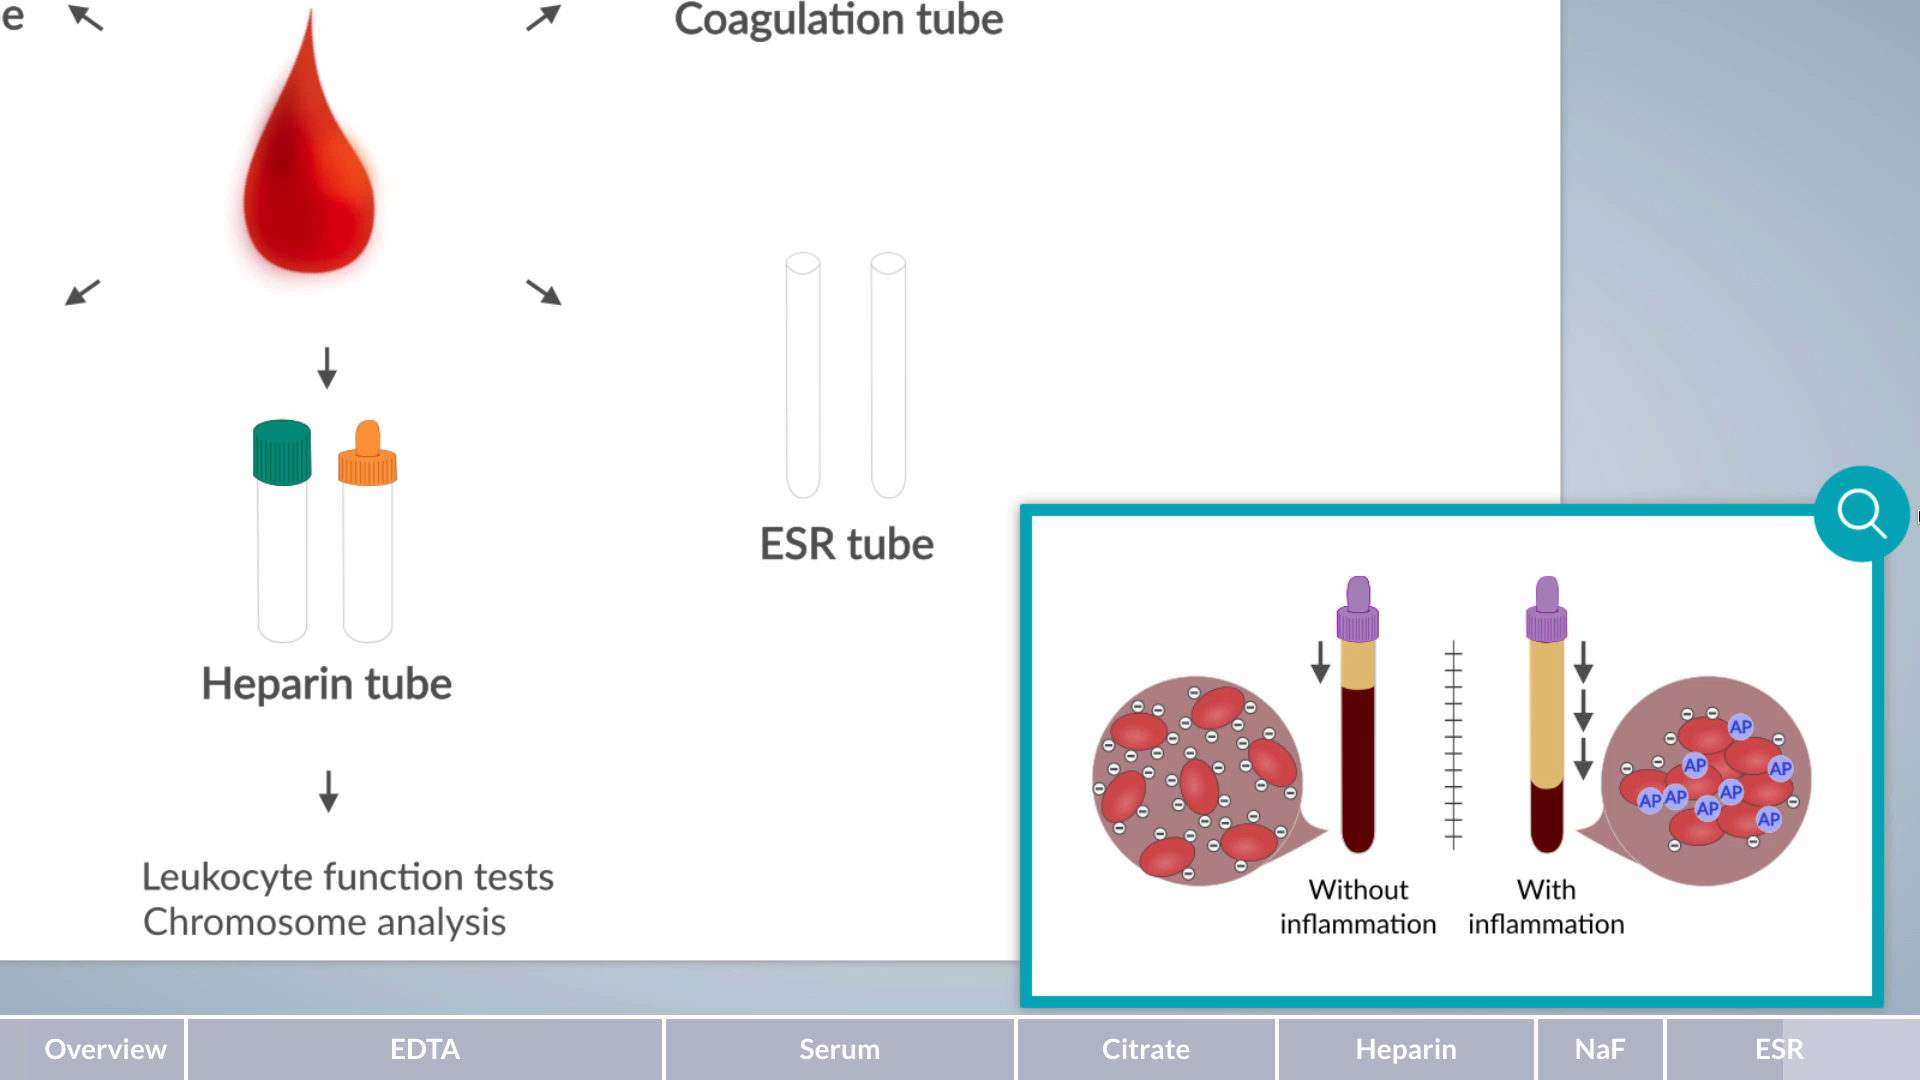 e
Coagulation tube
ESR tube
Heparin tube
Leukocyte function tests
Chromosome analysis
AP
AP
AP
AP
AP
AP
AP
AP
Without
inflammation
With
inflammation
Overview
EDTA
Serum
Citrate
Heparin
NaF
ESR